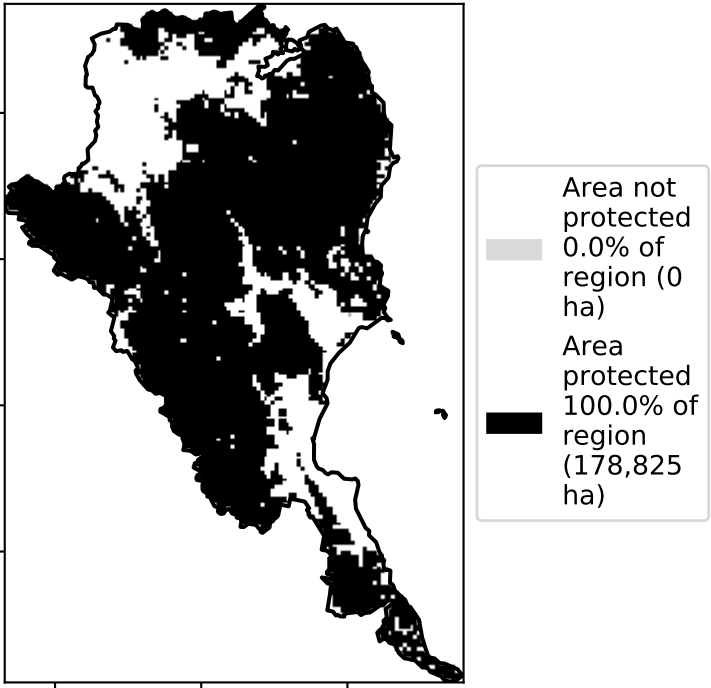 Area not
protected
0.0% of
region (0
ha)
Area
protected
100.0% of
region
(178,825
ha)